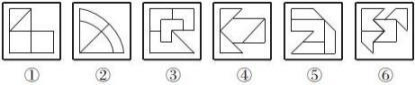 ① ② ③ ④ ⑤ ⑥